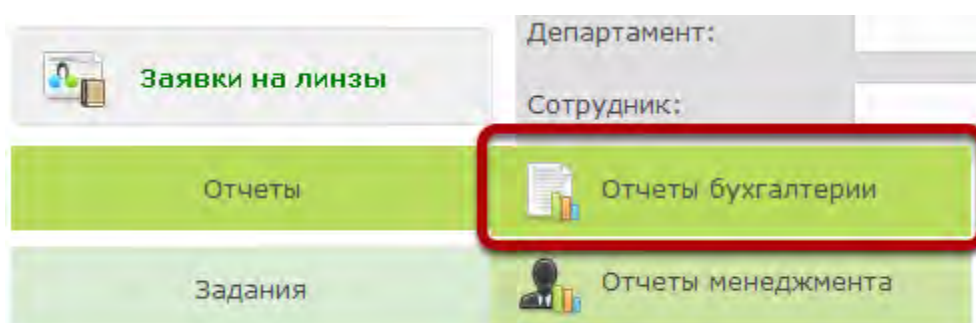 Департамент:
Заявки на линзы
Сотрудник:
Отчеты
Отчеты бухгалтерии
Задания
Отчеты менеджмента